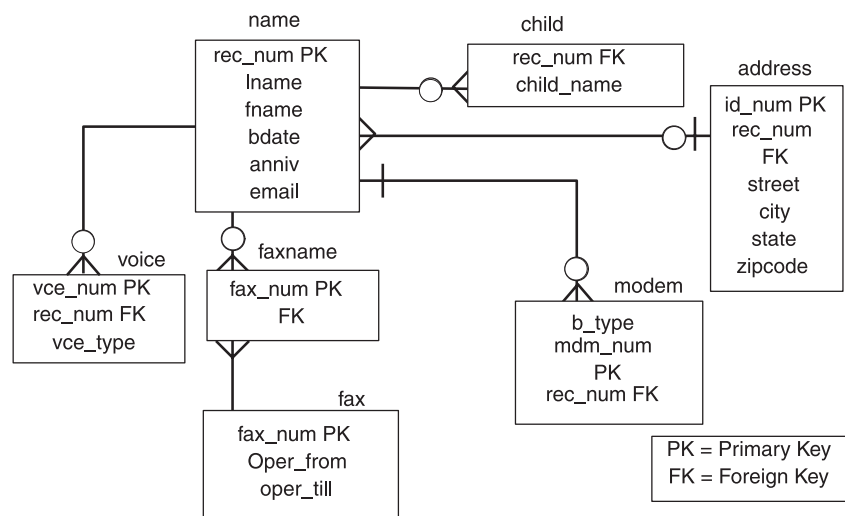 name
rec_num PK
lname
fname
bdate
anniv
email
child
rec_num FK
child_name
address
id_num PK
rec_num
FK
street
city
state
zipcode
voice
vce_num PK
rec_num FK
vce_type
faxname
fax_num PK
FK
modem
b_type
mdm_num
PK
rec_num FK
fax
fax_num PK
Oper_from
oper_till
PK = Primary Key
FK = Foreign Key